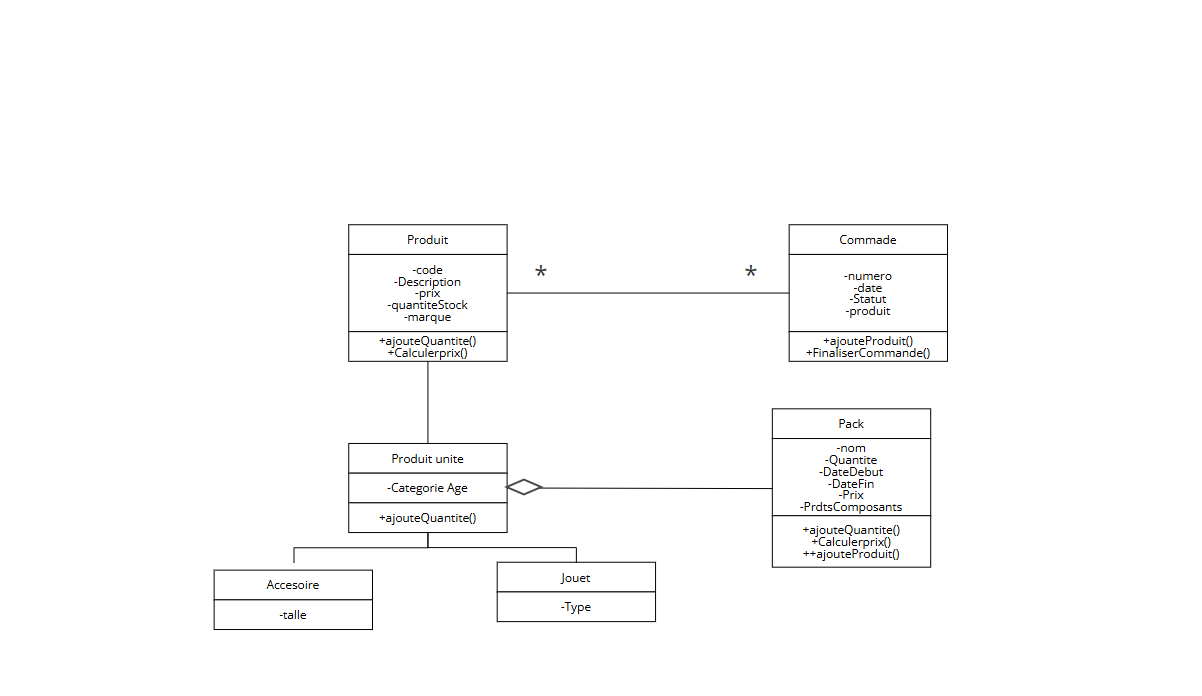 Produit
-code
-Description
-prix
-quantiteStock
-marque
+ajouteQuantite()
+Calculerprix()
*
*
Commade
-numero
-date
-Statut
-produit
+ajouteProduit()
+FinaliserCommande()
Produit unite
-Categorie Age
+ajouteQuantite()
Pack
-nom
-Quantite
-DateDebut
-DateFin
-Prix
-PrdtsComposants
+ajouteQuantite()
+Calculerprix()
++ajouteProduit()
Accesoire
-talle
Jouet
-Type